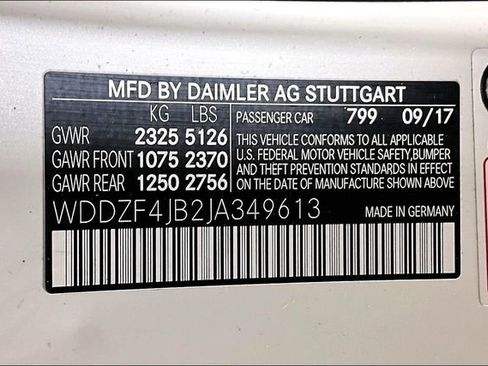 MFD BY DAIMLER AG STUTTGART
KG LBS PASSENGER CAR 799 09/17
GVWR 2325 5126
GAWR FRONT 1075 2370
GAWR REAR 1250 2756
THIS VEHICLE CONFORMS TO ALL APPLICABLE
U.S. FEDERAL MOTOR VEHICLE SAFETY, BUMPER
AND THEFT PREVENTION STANDARDS IN EFFECT
ON THE DATE OF MANUFACTURE SHOWN ABOVE
WDDZF4JB2JA349613 MADE IN GERMANY